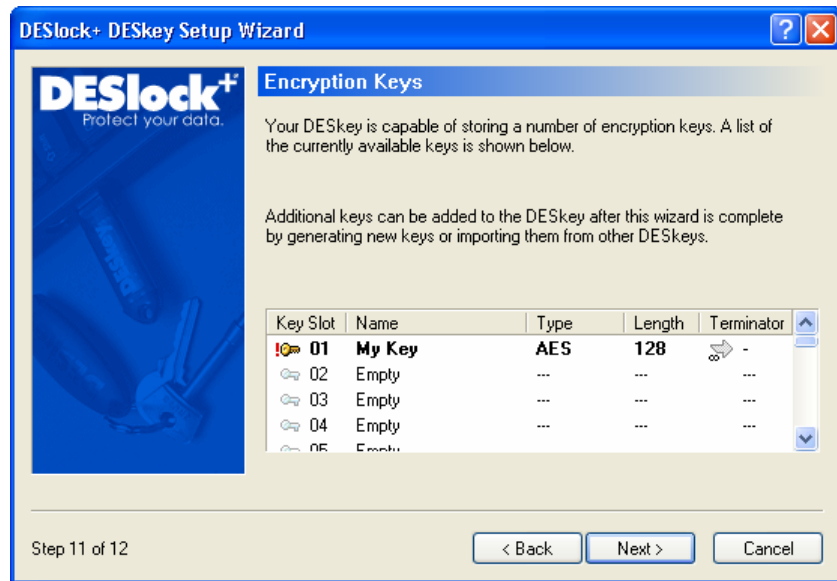 DESlock+ DESkey Setup Wizard
DESlock+
Protect your data.
DESkey
Encryption Keys
Your DESkey is capable of storing a number of encryption keys. A list of
the currently available keys is shown below.
Additional keys can be added to the DESkey after this wizard is complete
by generating new keys or importing them from other DESkeys.
Key Slot Name Type Length Terminator
! 01 My Key AES 128 ∞ -
02 Empty --- --- ---
03 Empty --- --- ---
04 Empty --- --- ---
05 Empty
Step 11 of 12
< Back Next > Cancel